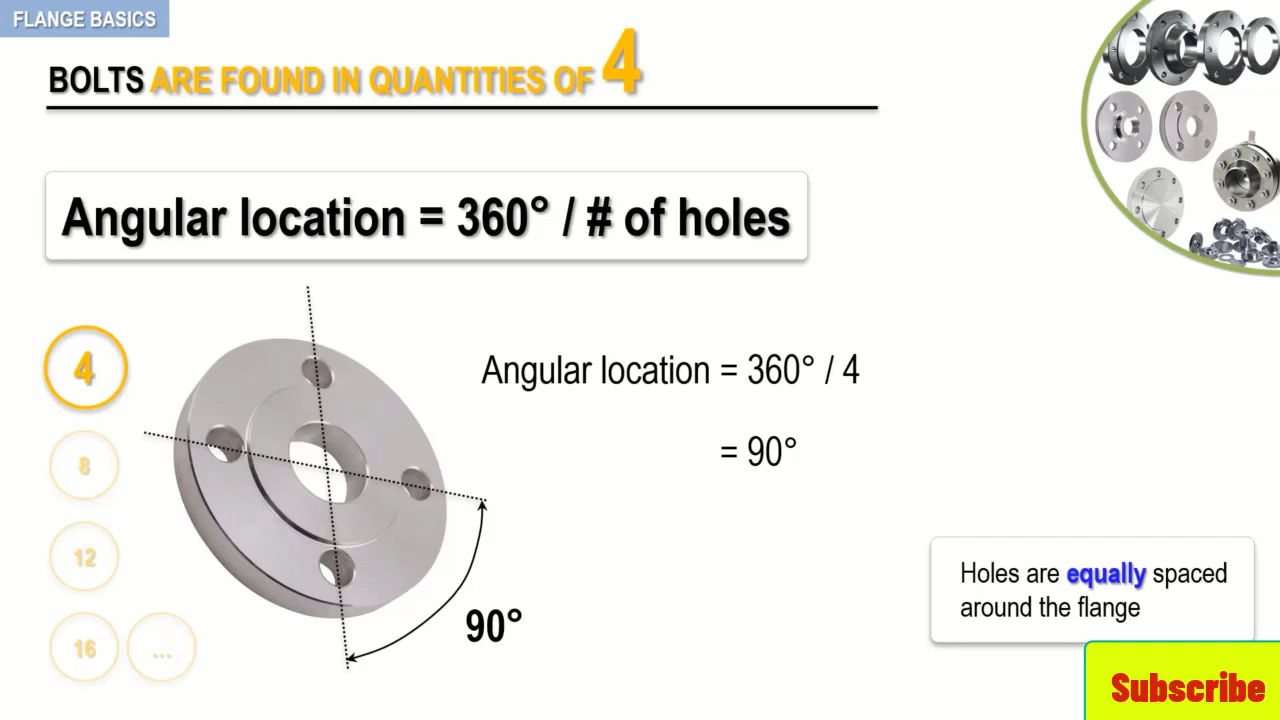 FLANGE BASICS
BOLTS ARE FOUND IN QUANTITIES OF 4
Angular location = 360° / # of holes
4
8
12
16 ...
Angular location = 360° / 4
= 90°
90°
Holes are equally spaced
around the flange
Subscribe